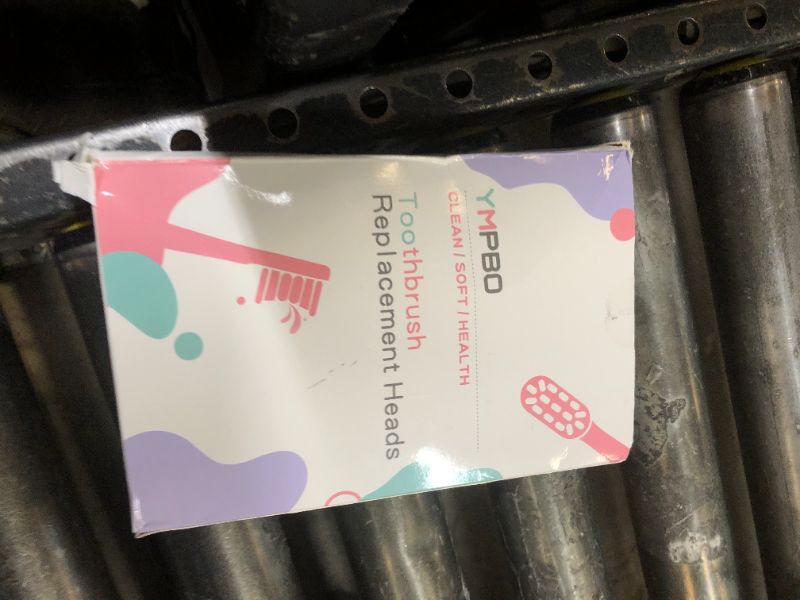 YMPBO
CLEAN / SOFT / HEALTH
Toothbrush
Replacement Heads